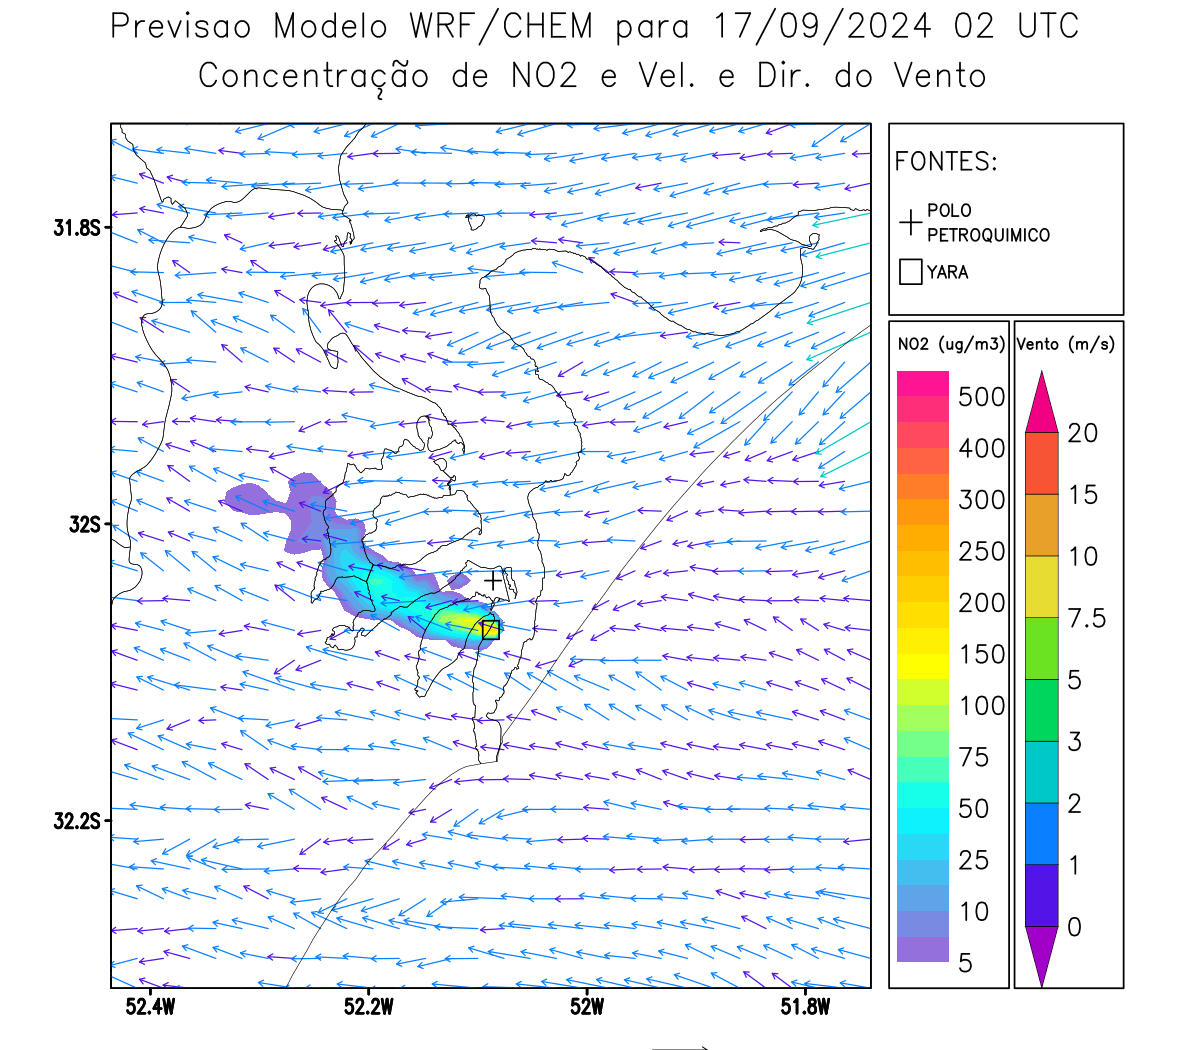 Previsao Modelo WRF/CHEM para 17/09/2024 02 UTC
Concentração de NO2 e Vel. e Dir. do Vento
FONTES:
POLO
PETROQUIMICO
YARA
NO2 (ug/m3)
500
400
300
250
200
150
100
75
50
25
10
5
Vento (m/s)
20
15
10
7.5
5
3
2
1
0
31.8S
32S
32.2S
52.4W
52.2W
52W
51.8W